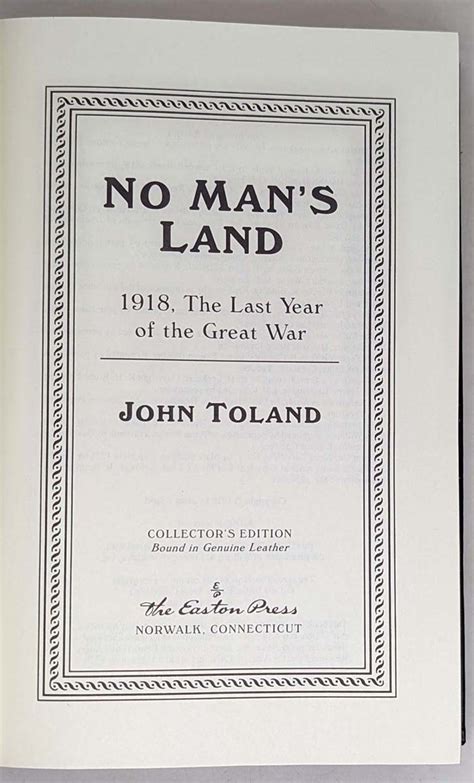 NO MAN'S
LAND
1918, The Last Year
of the Great War
JOHN TOLAND
COLLECTOR'S EDITION
Bound in Genuine Leather
The Easton Press
NORWALK, CONNECTICUT